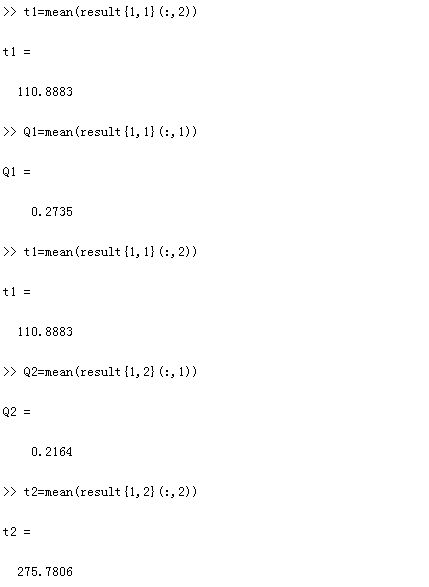 >> t1=mean(result{1,1}(:,2))
t1 =
110.8883
>> Q1=mean(result{1,1}(:,1))
Q1 =
0.2735
>> t1=mean(result{1,1}(:,2))
t1 =
110.8883
>> Q2=mean(result{1,2}(:,1))
Q2 =
0.2164
>> t2=mean(result{1,2}(:,2))
t2 =
275.7806